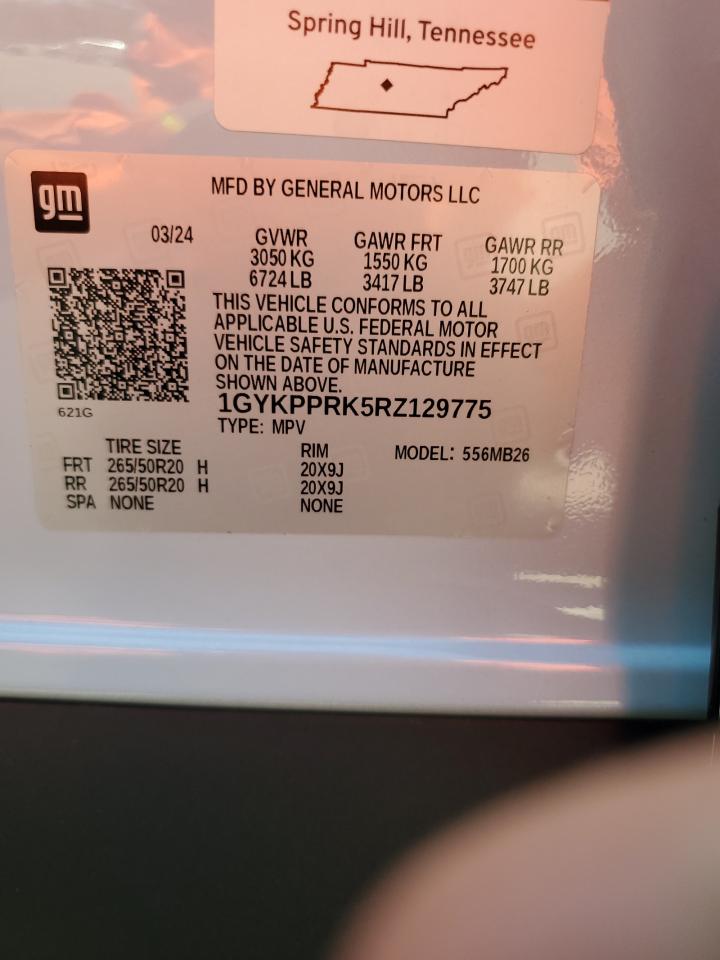 Spring Hill, Tennessee
gm
MFD BY GENERAL MOTORS LLC
03/24 GVWR GAWR FRT GAWR RR
3050 KG 1550 KG 1700 KG
6724 LB 3417 LB 3747 LB
THIS VEHICLE CONFORMS TO ALL
APPLICABLE U.S. FEDERAL MOTOR
VEHICLE SAFETY STANDARDS IN EFFECT
ON THE DATE OF MANUFACTURE
SHOWN ABOVE.
1GYKPPRK5RZ129775
621G
TYPE: MPV
TIRE SIZE RIM MODEL: 556MB26
FRT 265/50R20 H 20X9J
RR 265/50R20 H 20X9J
SPA NONE NONE